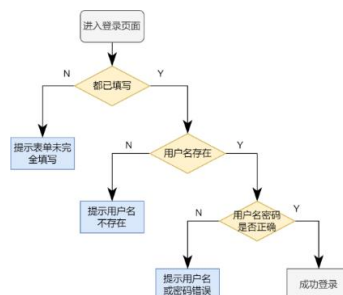 进入登录页面
N
都已填写
Y
提示表单未完
全填写
N
用户名存在
Y
提示用户名
不存在
N
用户名密码
是否正确
Y
提示用户名
或密码错误
成功登录